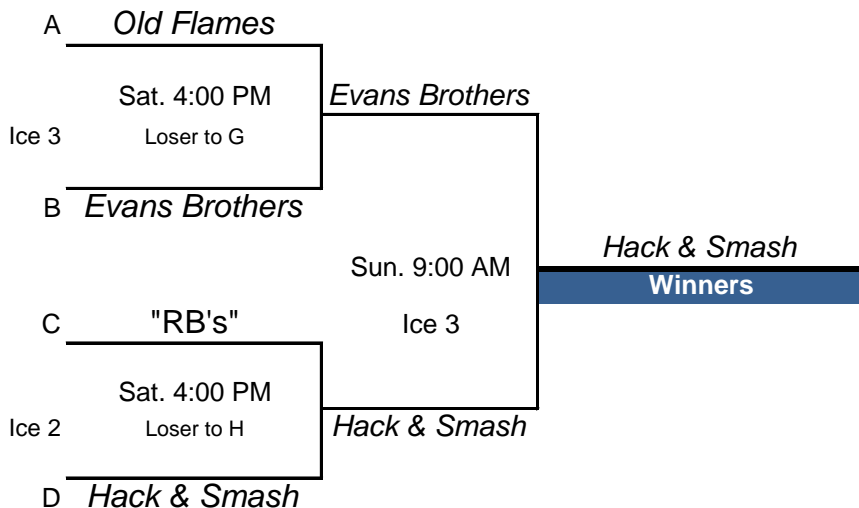 A Old Flames
Sat. 4:00 PM
Evans Brothers
Ice 3 Loser to G
B Evans Brothers
Hack & Smash
Sun. 9:00 AM
Winners
C "RB's"
Ice 3
Sat. 4:00 PM
Ice 2 Loser to H
Hack & Smash
D Hack & Smash